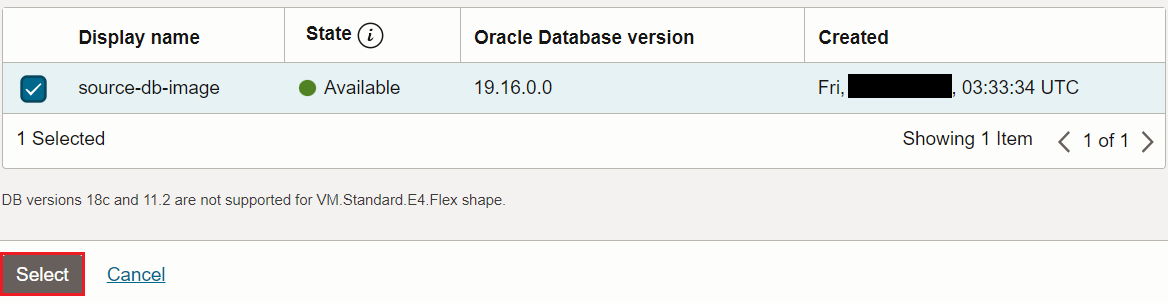 Display name State i Oracle Database version Created
source-db-image Available 19.16.0.0 Fri, , 03:33:34 UTC
1 Selected Showing 1 Item 1 of 1
DB versions 18c and 11.2 are not supported for VM.Standard.E4.Flex shape.
Select Cancel